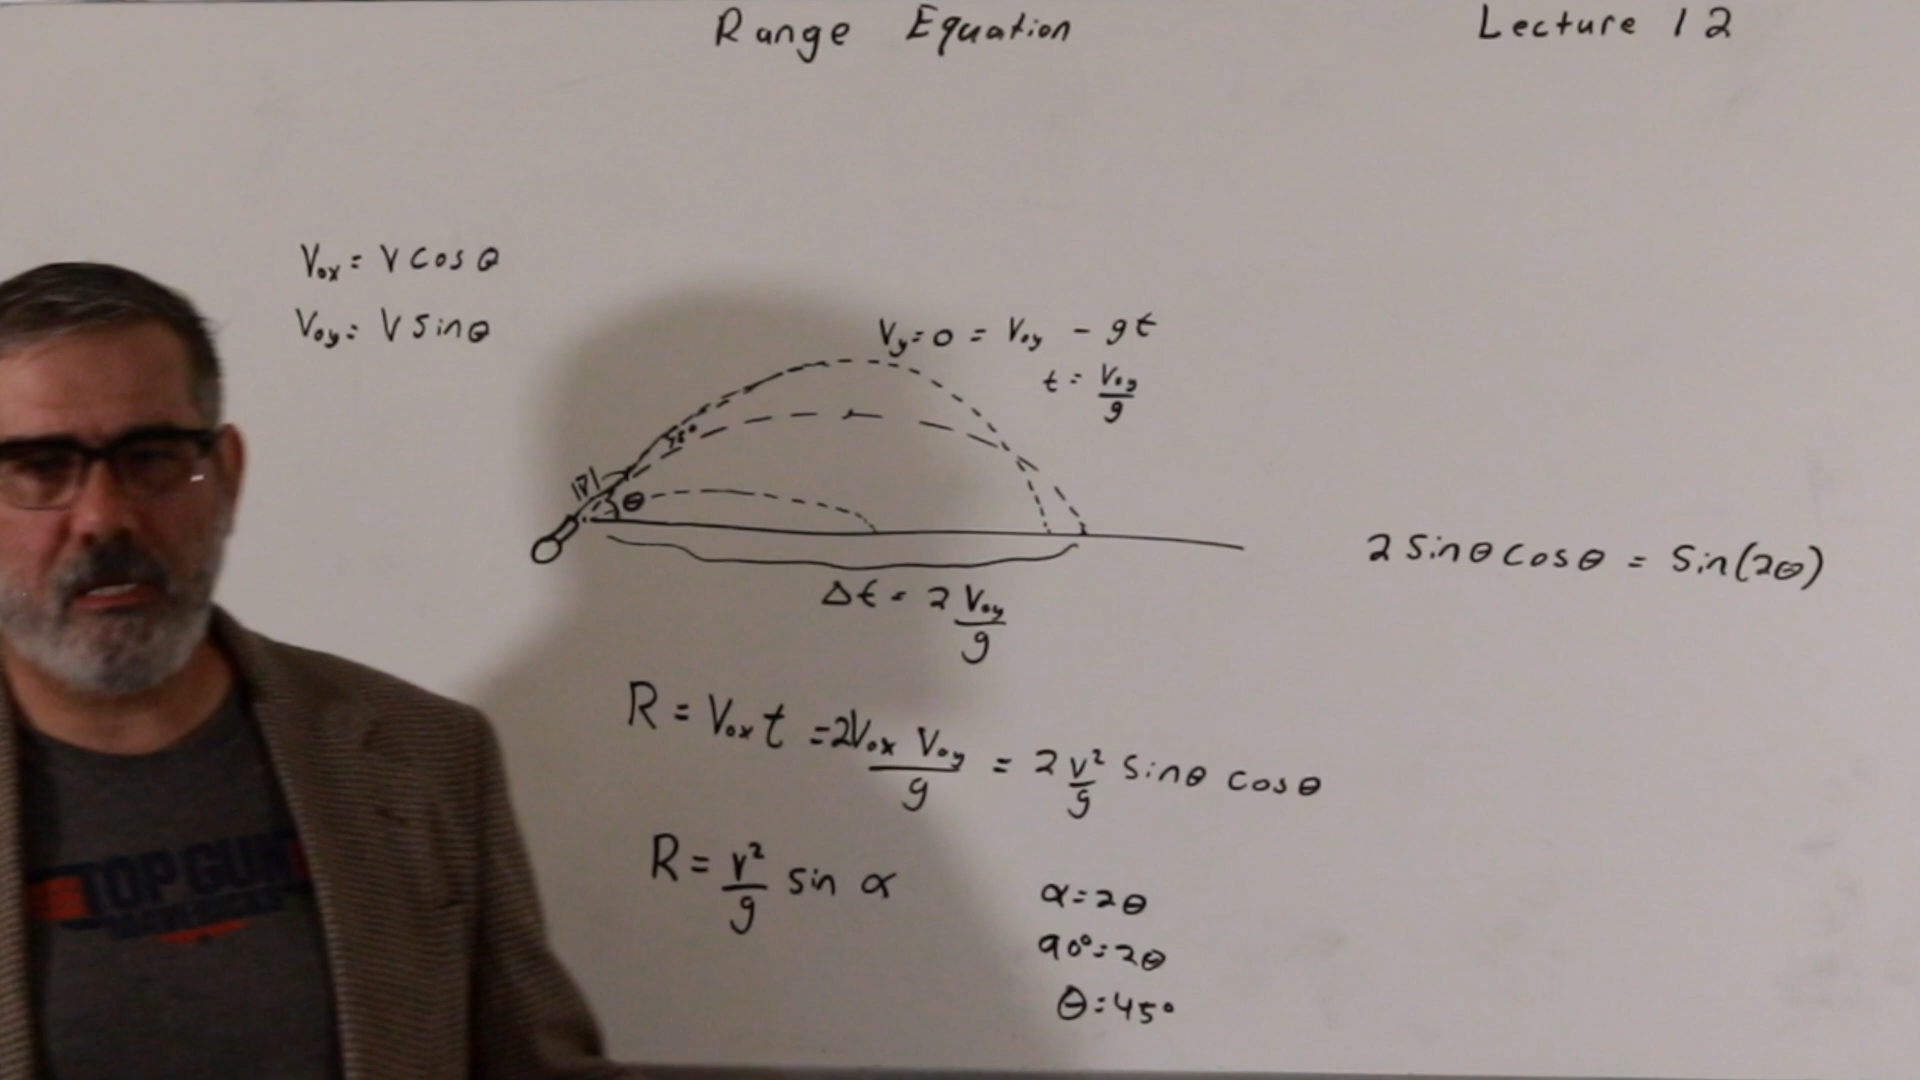 Range Equation
Lecture 12
Vox = V cos θ
Voy = V sin θ
Vy = 0 = Voy - gt
t = Voy/g
|V|
θ
Δt = 2 Voy/g
2 sin θ cos θ = Sin(2θ)
R = Vox t = 2Vox Voy/g = 2 v²/g sin θ cos θ
R = v²/g sin α
α = 2θ
90° = 2θ
θ = 45°
TOP GUN